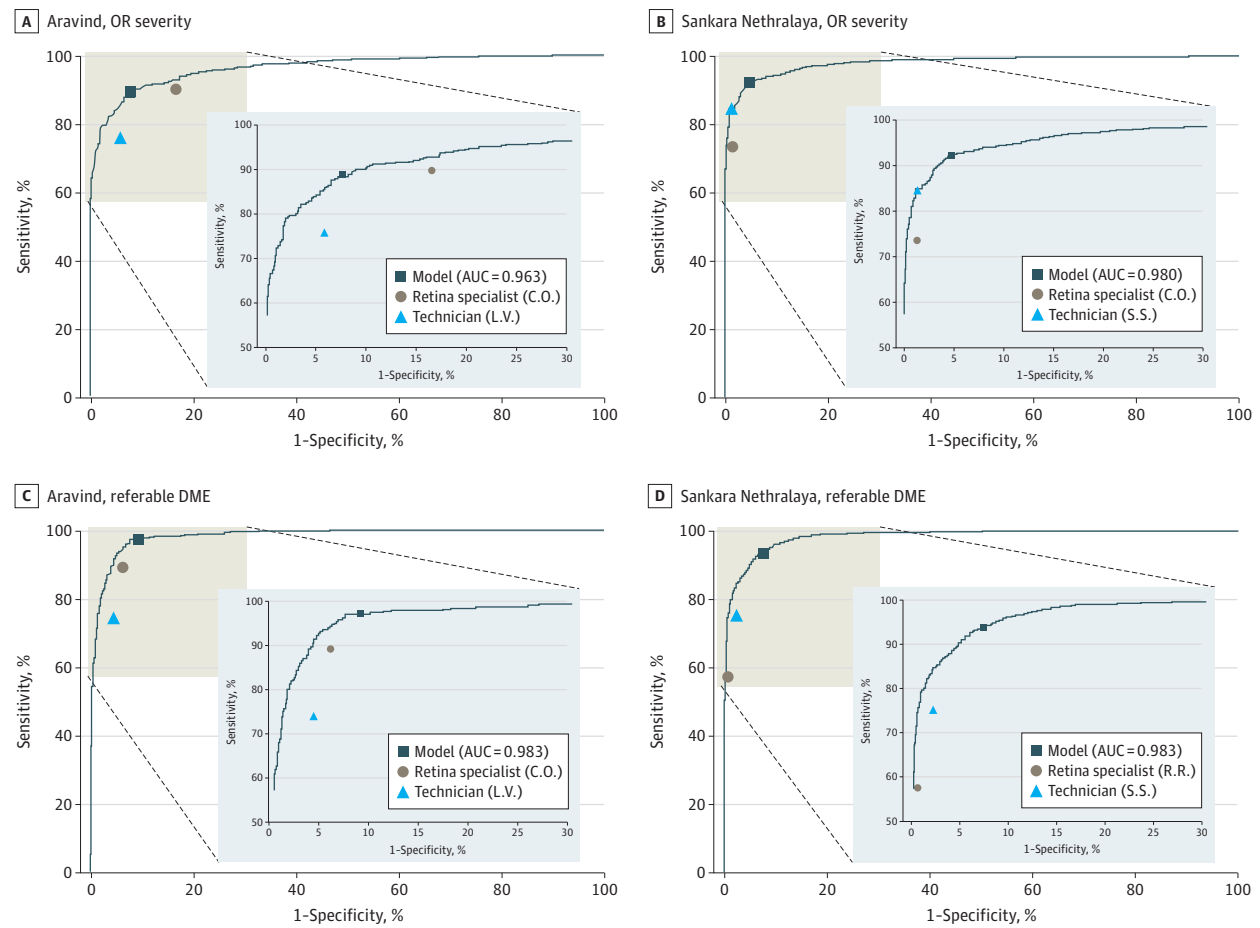 A Aravind, OR severity
Sensitivity, %
100
80
60
40
20
0
0 20 40 60 80 100
1-Specificity, %
Sensitivity, %
100
90
80
70
60
50
0 5 10 15 20 25 30
1-Specificity, %
Model (AUC = 0.963)
Retina specialist (C.O.)
Technician (L.V.)
B Sankara Nethralaya, OR severity
Sensitivity, %
100
80
60
40
20
0
0 20 40 60 80 100
1-Specificity, %
Sensitivity, %
100
90
80
70
60
50
0 5 10 15 20 25 30
1-Specificity, %
Model (AUC = 0.980)
Retina specialist (C.O.)
Technician (S.S.)
C Aravind, referable DME
Sensitivity, %
100
80
60
40
20
0
0 20 40 60 80 100
1-Specificity, %
Sensitivity, %
100
90
80
70
60
50
0 5 10 15 20 25 30
1-Specificity, %
Model (AUC = 0.983)
Retina specialist (C.O.)
Technician (L.V.)
D Sankara Nethralaya, referable DME
Sensitivity, %
100
80
60
40
20
0
0 20 40 60 80 100
1-Specificity, %
Sensitivity, %
100
90
80
70
60
50
0 5 10 15 20 25 30
1-Specificity, %
Model (AUC = 0.983)
Retina specialist (R.R.)
Technician (S.S.)